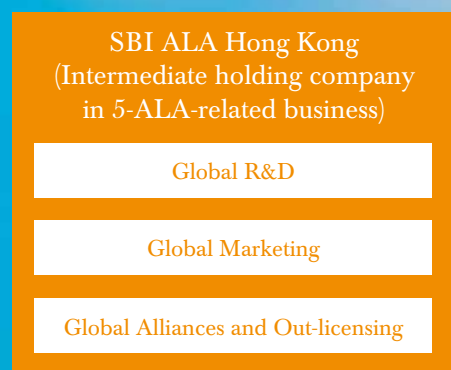 SBI ALA Hong Kong
(Intermediate holding company
in 5-ALA-related business)
Global R&D
Global Marketing
Global Alliances and Out-licensing